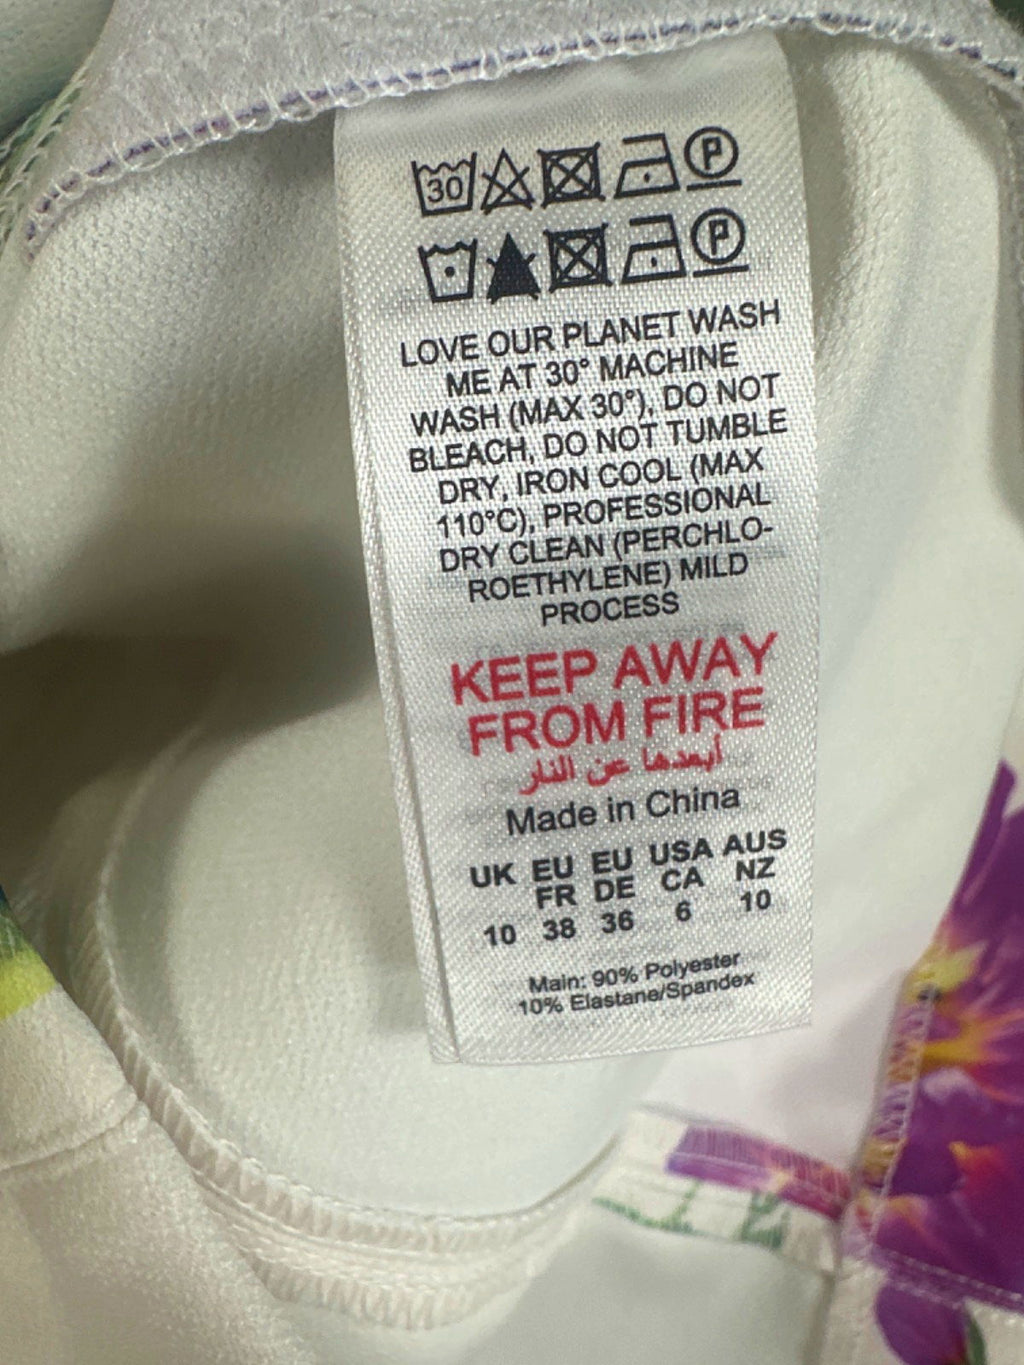 30 P
P
LOVE OUR PLANET WASH
ME AT 30° MACHINE
WASH (MAX 30°), DO NOT
BLEACH, DO NOT TUMBLE
DRY, IRON COOL (MAX
110°C), PROFESSIONAL
DRY CLEAN (PERCHLO-
ROETHYLENE) MILD
PROCESS
KEEP AWAY
FROM FIRE
أبعدها عن النار
Made in China
UK EU EU USA AUS
FR DE CA NZ
10 38 36 6 10
Main: 90% Polyester
10% Elastane/Spandex